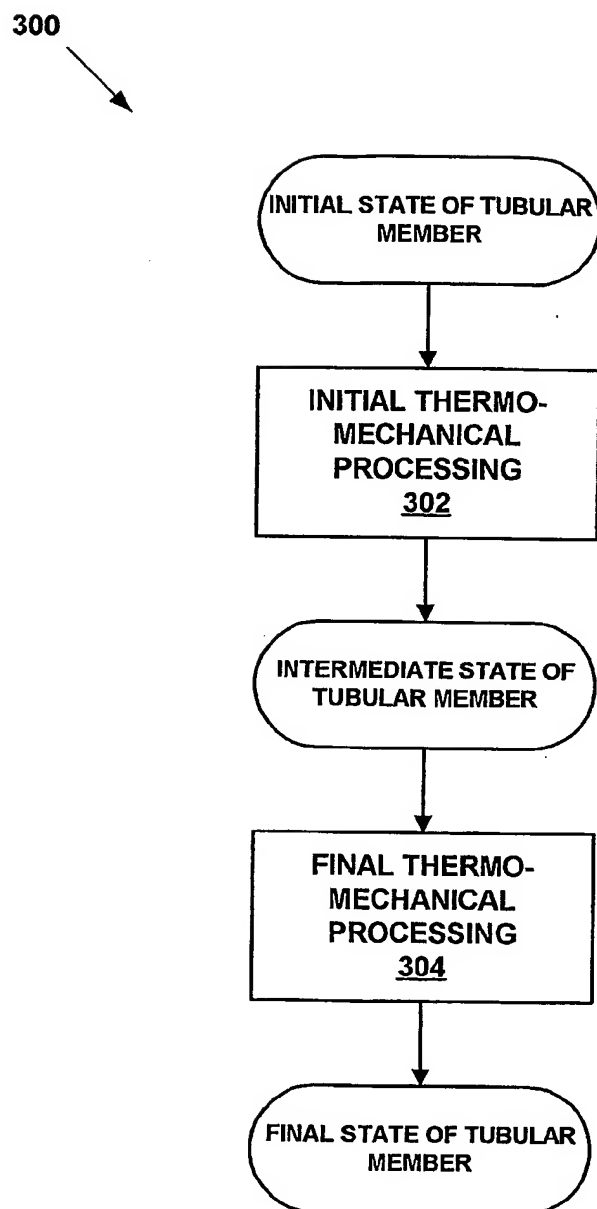 300
INITIAL STATE OF TUBULAR
MEMBER
INITIAL THERMO-
MECHANICAL
PROCESSING
302
INTERMEDIATE STATE OF
TUBULAR MEMBER
FINAL THERMO-
MECHANICAL
PROCESSING
304
FINAL STATE OF TUBULAR
MEMBER